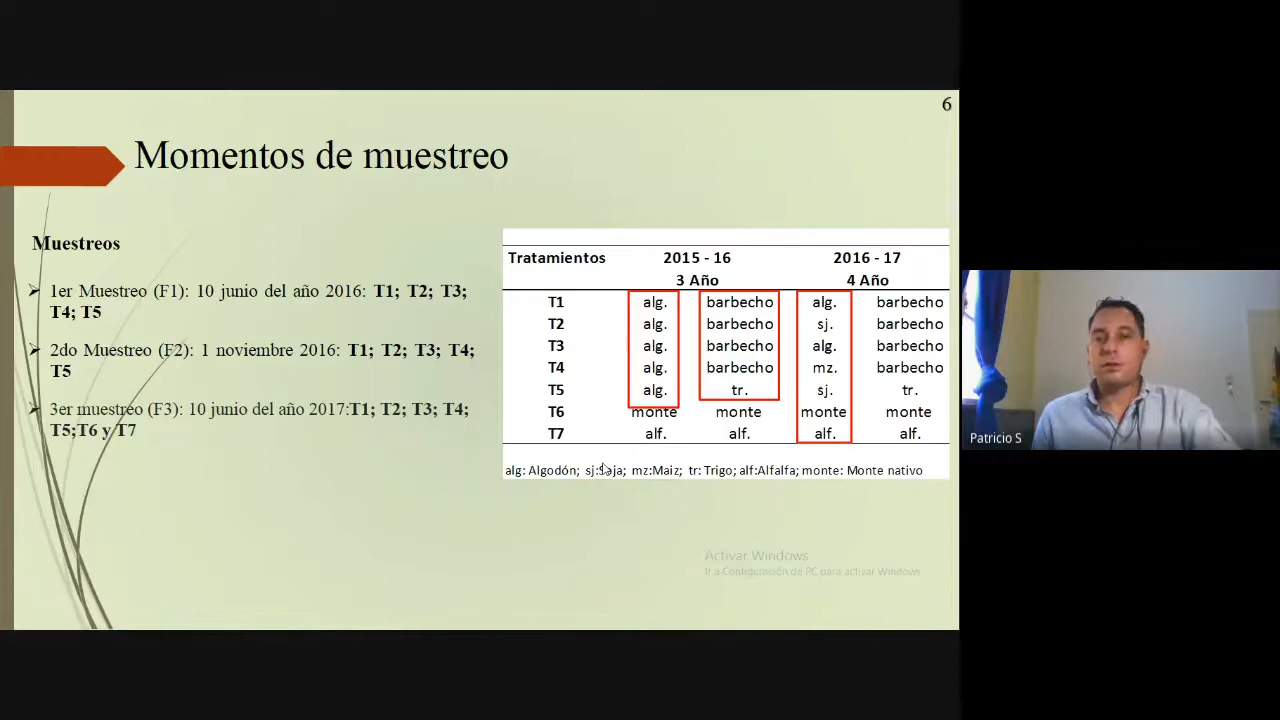 6
Momentos de muestreo
Muestreos
1er Muestreo (F1): 10 junio del año 2016: T1; T2; T3;
T4; T5
2do Muestreo (F2): 1 noviembre 2016: T1; T2; T3; T4;
T5
3er muestreo (F3): 10 junio del año 2017:T1; T2; T3; T4;
T5;T6 y T7
Tratamientos 2015 - 16 2016 - 17
3 Año 4 Año
T1 alg. barbecho alg. barbecho
T2 alg. barbecho sj. barbecho
T3 alg. barbecho alg. barbecho
T4 alg. barbecho mz. barbecho
T5 alg. tr. sj. tr.
T6 monte monte monte monte
T7 alf. alf. alf. alf.
alg: Algodón; sj:Soja; mz:Maiz; tr: Trigo; alf:Alfalfa; monte: Monte nativo
Activar Windows
Ir a Configuración de PC para activar Windows
Patricio S